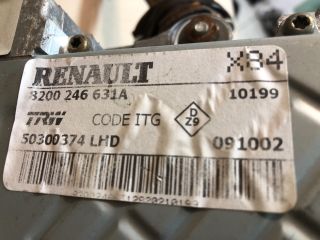 RENAULT X84
8200 246 631A 10199
TRW CODE ITG D Z9
50300374 LHD 091002